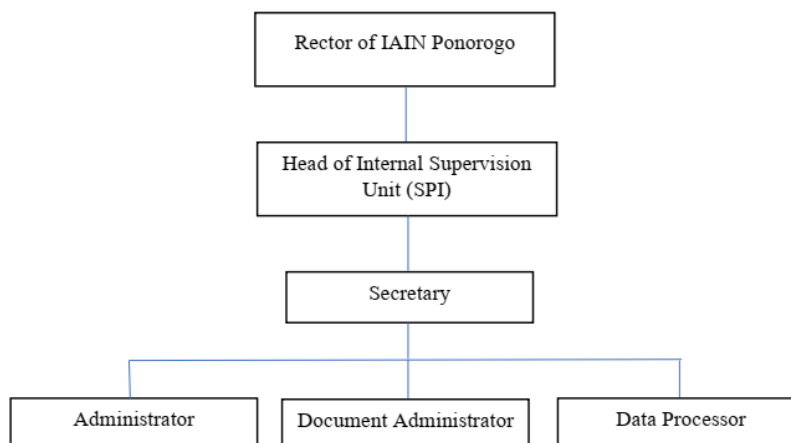 Rector of IAIN Ponorogo
Head of Internal Supervision
Unit (SPI)
Secretary
Administrator
Document Administrator
Data Processor